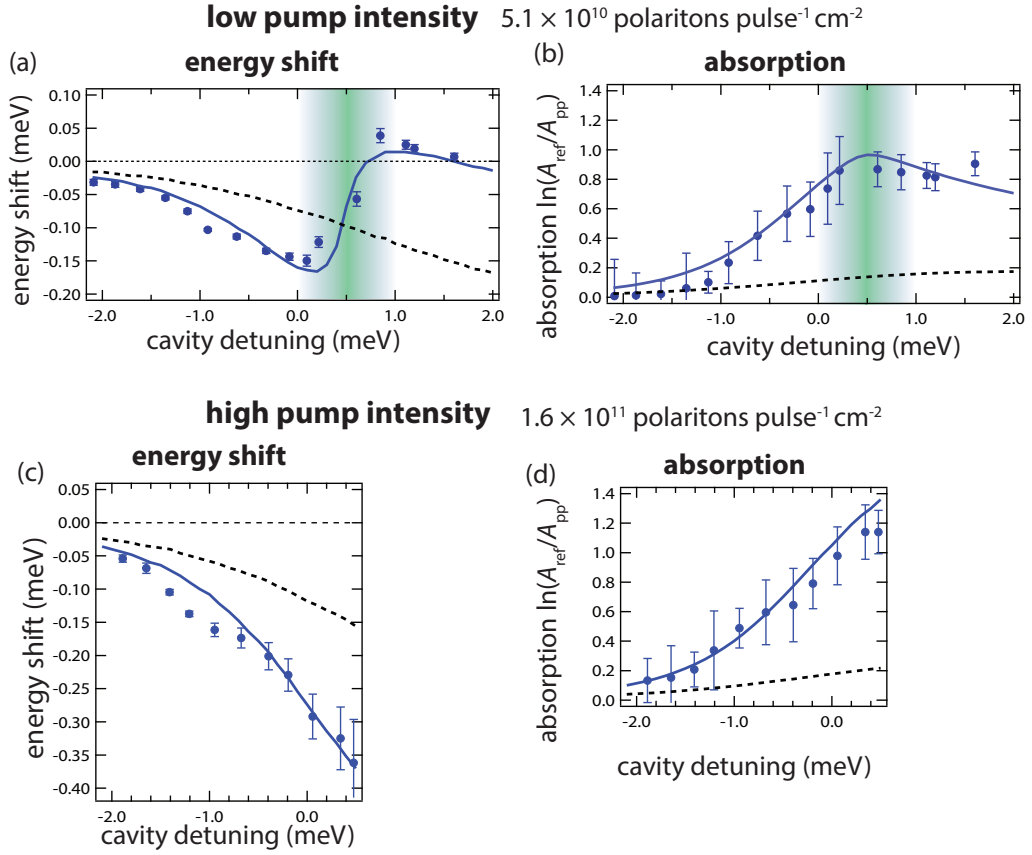 low pump intensity 5.1 × 10¹⁰ polaritons pulse⁻¹ cm⁻²
(a) energy shift
energy shift (meV)
0.10
0.05
0.00
-0.05
-0.10
-0.15
-0.20
-2.0 -1.0 0.0 1.0 2.0
cavity detuning (meV)
(b) absorption
absorption ln(A_ref/A_pp)
1.4
1.2
1.0
0.8
0.6
0.4
0.2
0.0
-2.0 -1.0 0.0 1.0 2.0
cavity detuning (meV)
high pump intensity 1.6 × 10¹¹ polaritons pulse⁻¹ cm⁻²
(c) energy shift
energy shift (meV)
0.05
0.00
-0.05
-0.10
-0.15
-0.20
-0.25
-0.30
-0.35
-0.40
-2.0 -1.0 0.0
cavity detuning (meV)
(d) absorption
absorption ln(A_ref/A_pp)
1.4
1.2
1.0
0.8
0.6
0.4
0.2
0.0
-2.0 -1.0 0.0
cavity detuning (meV)